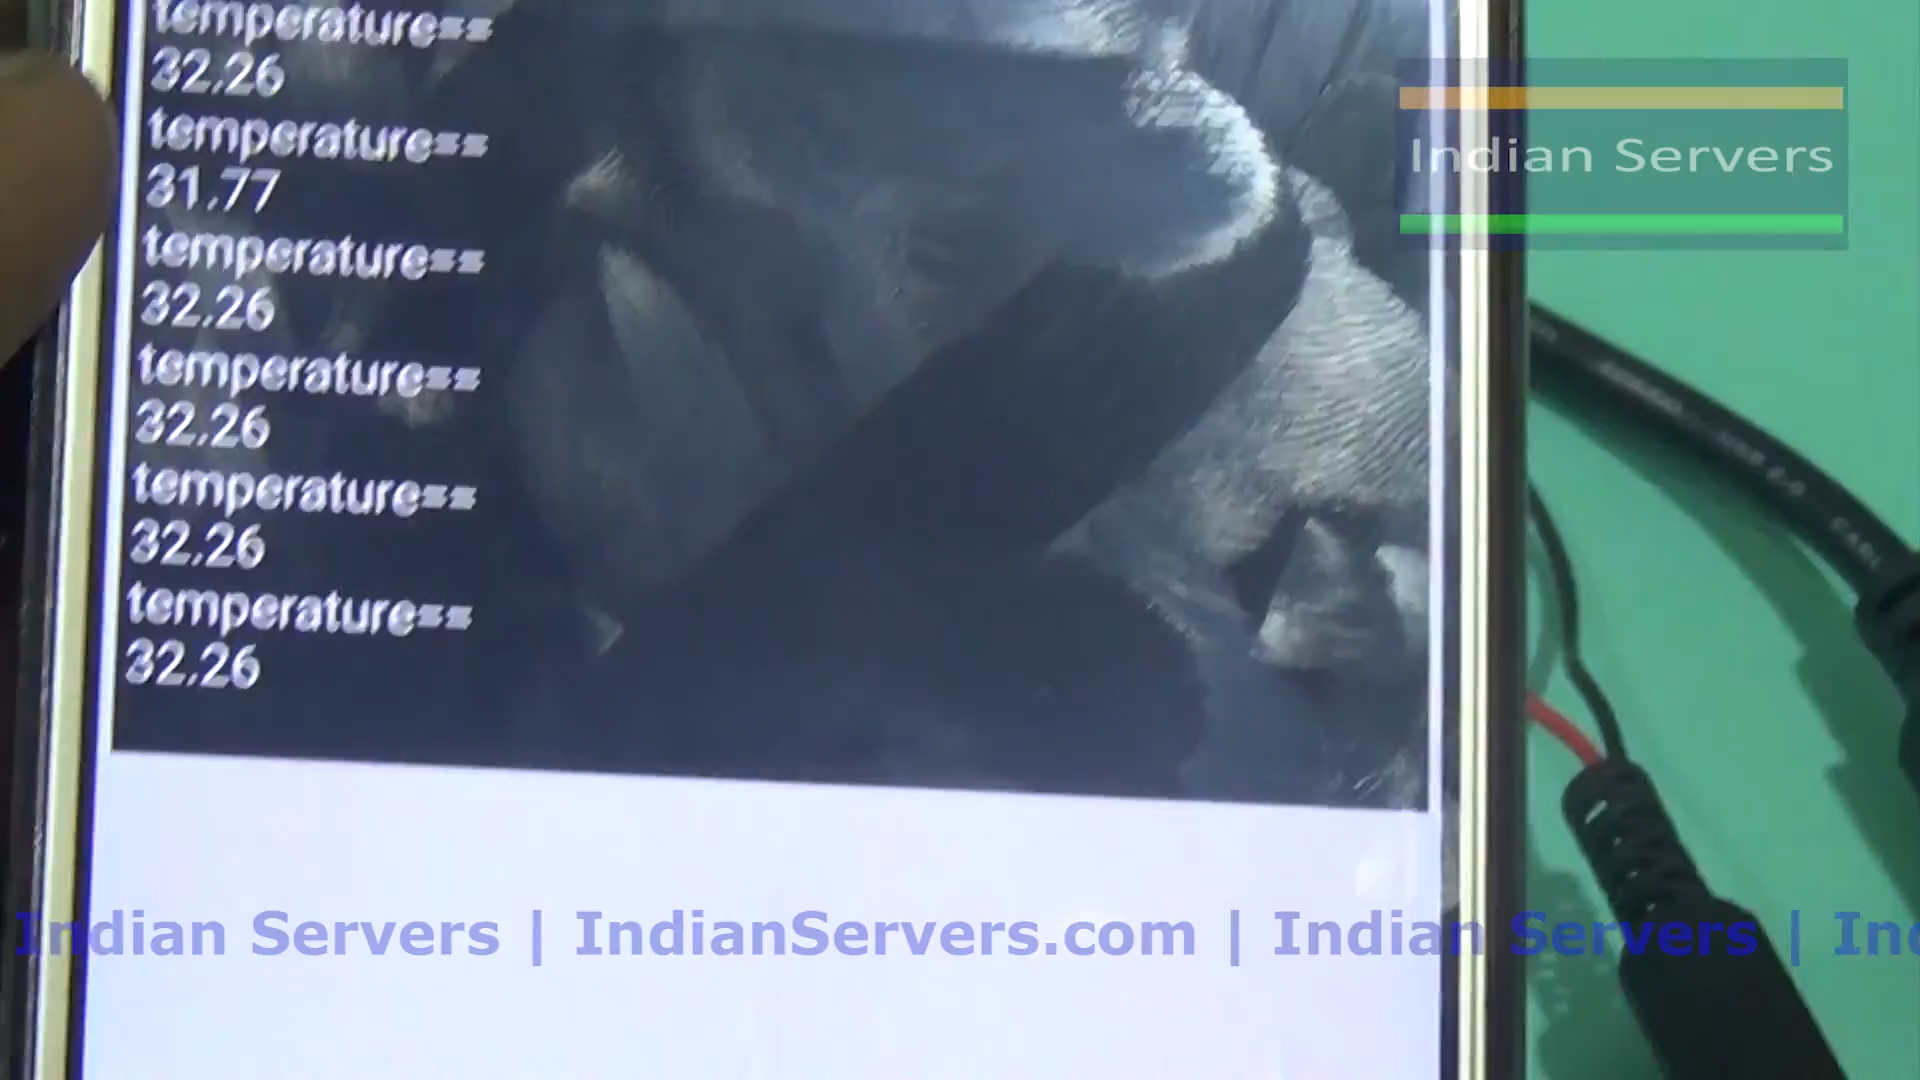 temperature==
32.26
temperature==
31.77
temperature==
32.26
temperature==
32.26
temperature==
32.26
temperature==
32.26
Indian Servers
Indian Servers | IndianServers.com | Indian Servers | Ind